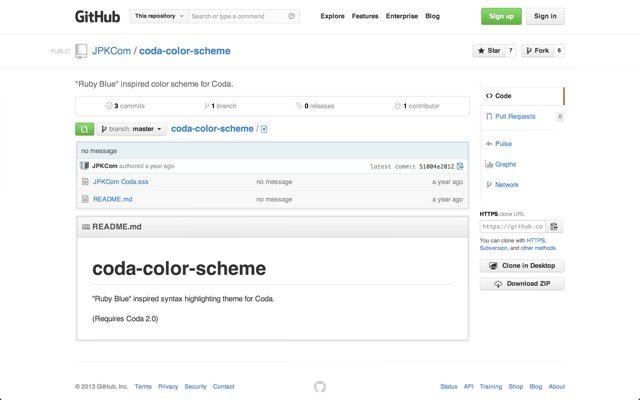 GitHub This repository Search or type a command Explore Features Enterprise Blog Sign up Sign in
PUBLIC JPKCom / coda-color-scheme Star 7 Fork 6
"Ruby Blue" inspired color scheme for Coda.
3 commits 1 branch 0 releases 1 contributor
Code
Pull Requests 0
Pulse
Graphs
Network
branch: master coda-color-scheme /
no message
JPKCom authored a year ago latest commit 51004e2012
JPKCom Coda.sss no message a year ago
README.md no message a year ago
HTTPS clone URL
https://github.co
You can clone with HTTPS,
Subversion, and other methods.
Clone in Desktop
Download ZIP
README.md
coda-color-scheme
"Ruby Blue" inspired syntax highlighting theme for Coda.
(Requires Coda 2.0)
© 2013 GitHub, Inc. Terms Privacy Security Contact Status API Training Shop Blog About